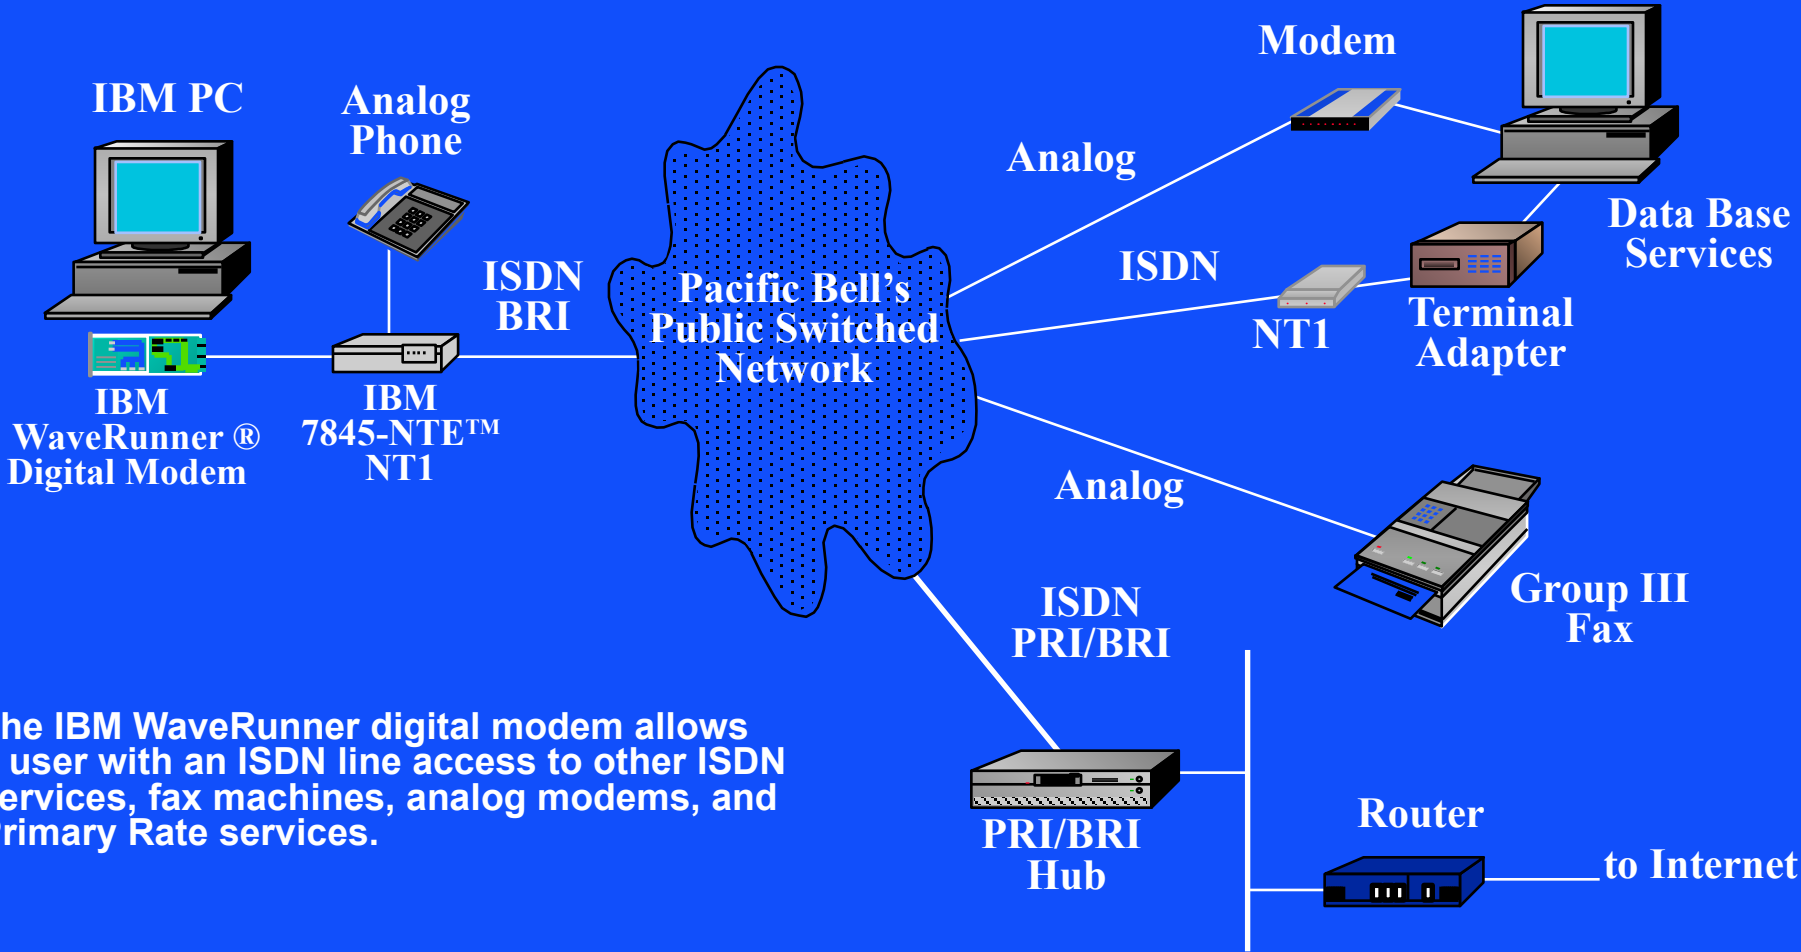 IBM PC
Analog
Phone
ISDN
BRI
IBM
WaveRunner ®
Digital Modem
IBM
7845-NTE™
NT1
Pacific Bell's
Public Switched
Network
Analog
Modem
Data Base
Services
ISDN
NT1
Terminal
Adapter
Analog
Group III
Fax
ISDN
PRI/BRI
PRI/BRI
Hub
Router
to Internet
he IBM WaveRunner digital modem allows
user with an ISDN line access to other ISDN
ervices, fax machines, analog modems, and
rimary Rate services.